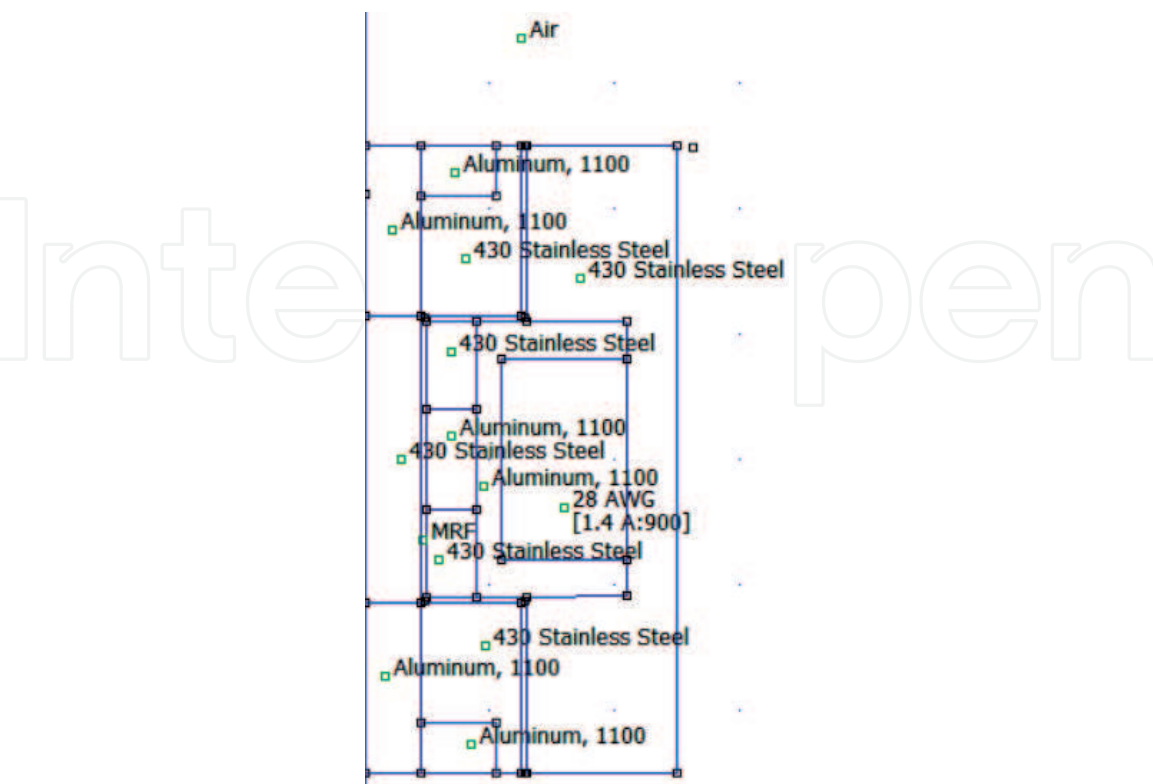 Air
Aluminum, 1100
Aluminum, 1100
430 Stainless Steel
430 Stainless Steel
430 Stainless Steel
Aluminum, 1100
430 Stainless Steel
Aluminum, 1100
28 AWG
[1.4 A:900]
MRF
430 Stainless Steel
430 Stainless Steel
Aluminum, 1100
Aluminum, 1100